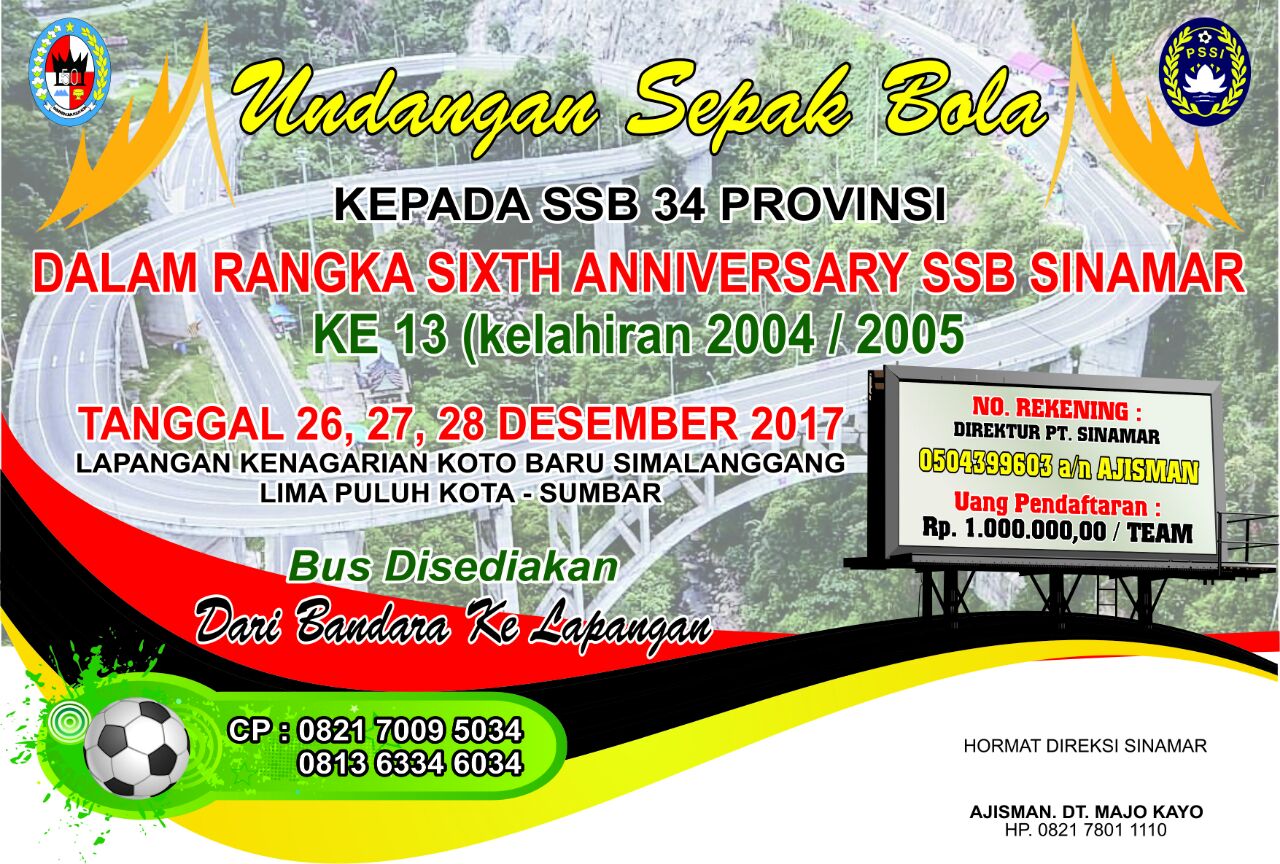 PSSI
Undangan Sepak Bola
KEPADA SSB 34 PROVINSI
DALAM RANGKA SIXTH ANNIVERSARY SSB SINAMAR
KE 13 (kelahiran 2004 / 2005
TANGGAL 26, 27, 28 DESEMBER 2017
LAPANGAN KENAGARIAN KOTO BARU SIMALANGGANG
LIMA PULUH KOTA - SUMBAR
NO. REKENING :
DIREKTUR PT. SINAMAR
0504399603 a/n AJISMAN
Uang Pendaftaran :
Rp. 1.000.000,00 / TEAM
Bus Disediakan
Dari Bandara Ke Lapangan
CP : 0821 7009 5034
0813 6334 6034
HORMAT DIREKSI SINAMAR
AJISMAN. DT. MAJO KAYO
HP. 0821 7801 1110